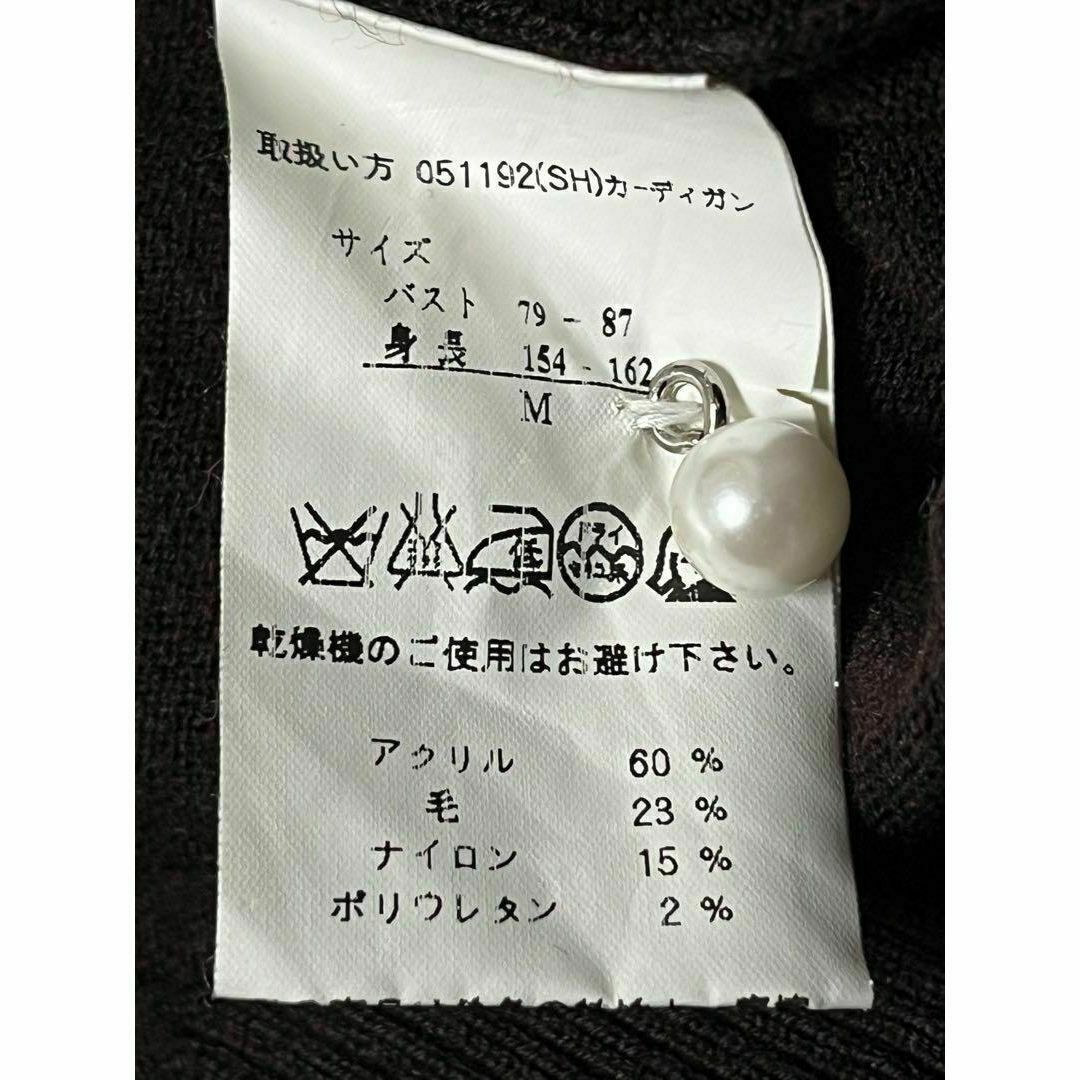 取扱い方 051192(SH)カーディガン
サイズ
バスト 79 - 87
身長 154 - 162
M
低
ドライ
乾燥機のご使用はお避け下さい。
アクリル 60 %
毛 23 %
ナイロン 15 %
ポリウレタン 2 %